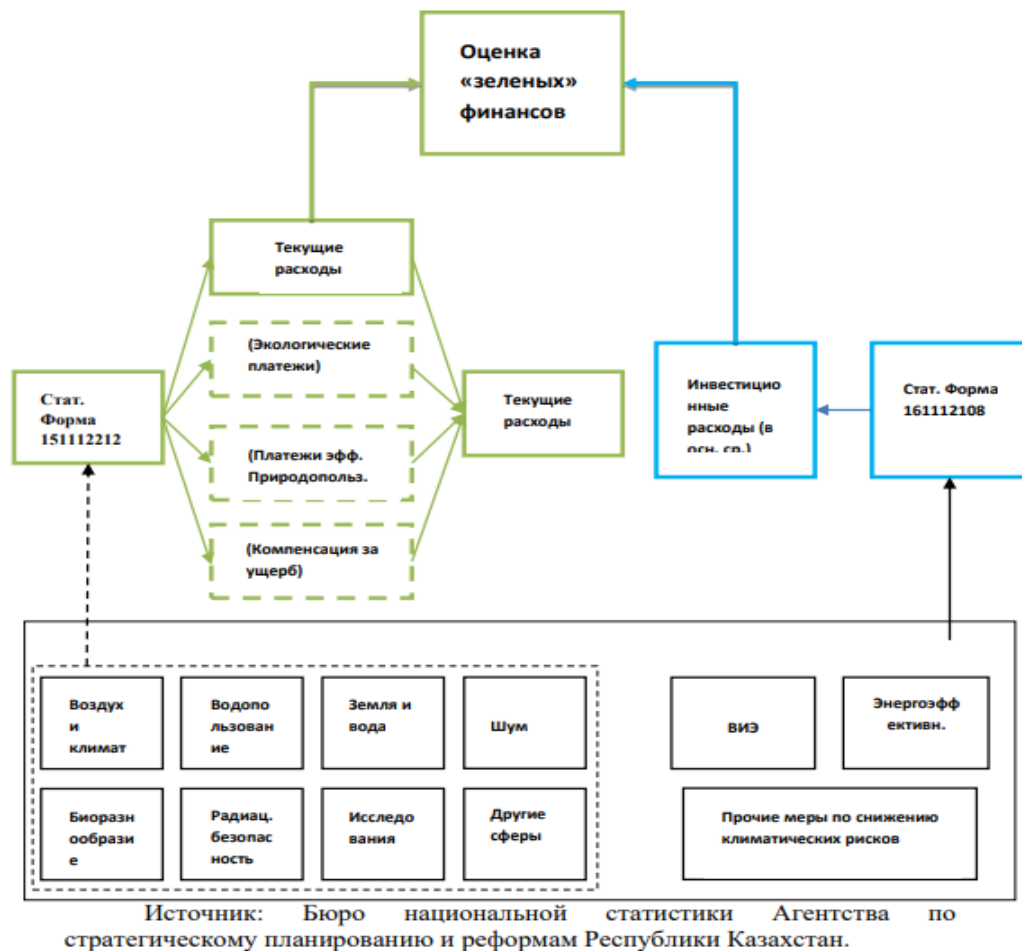 Оценка
«зеленых»
финансов
Текущие
расходы
(Экологические
платежи)
Стат.
Форма
151112212
Текущие
расходы
(Платежи эфф.
Природопольз.
(Компенсация за
ущерб)
Инвестицио
нные
расходы (в
осн. ср.)
Стат. Форма
161112108
Воздух
и
климат
Водопо
льзован
ие
Земля и
вода
Шум
ВИЭ
Энергоэфф
ективн.
Биоразн
ообрази
е
Радиац.
безопас
ность
Исследо
вания
Другие
сферы
Прочие меры по снижению
климатических рисков
Источник: Бюро национальной статистики Агентства по
стратегическому планированию и реформам Республики Казахстан.